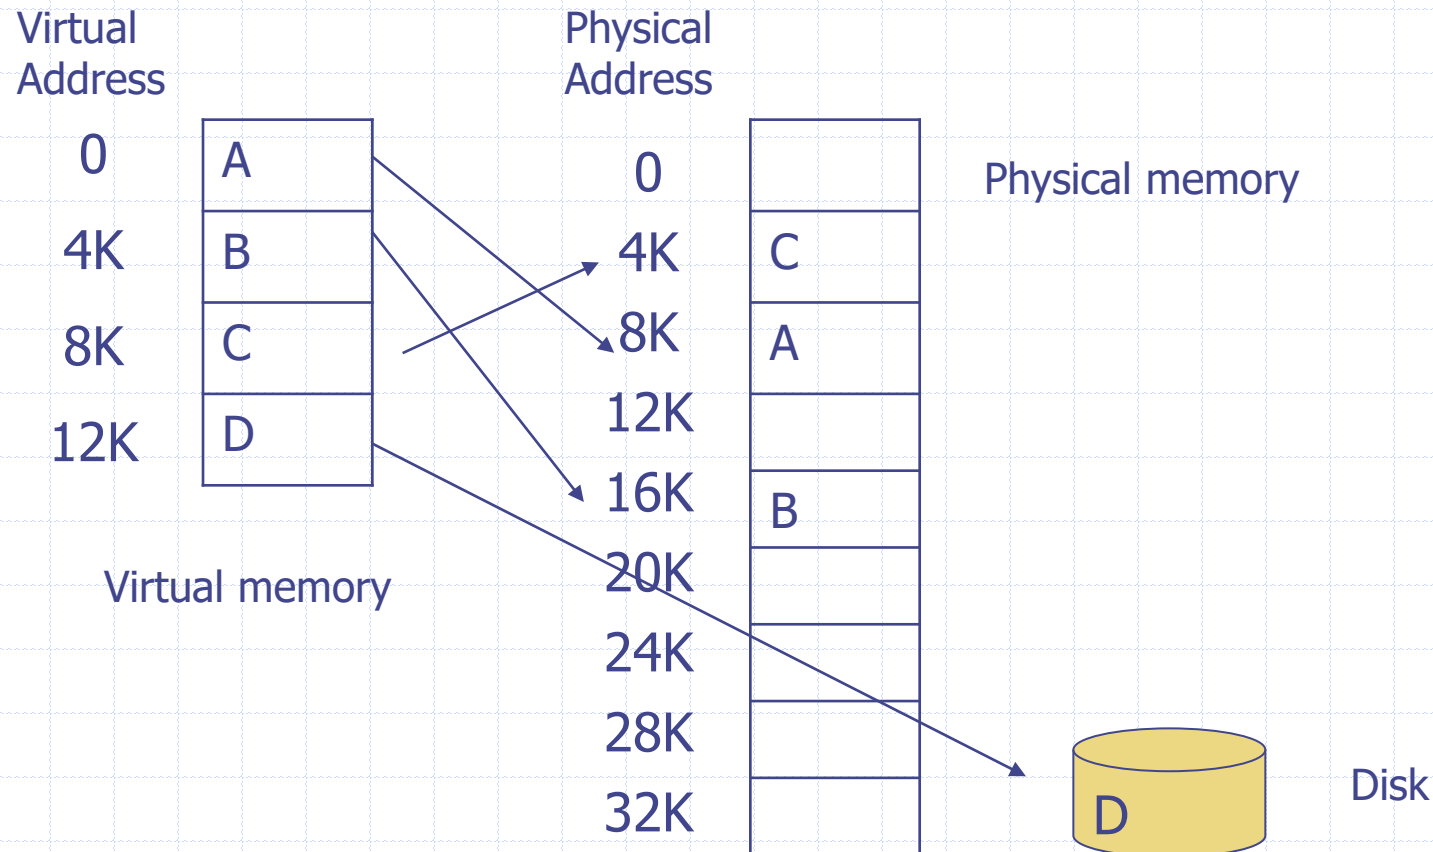 Virtual
Address
Physical
Address
0
A
0
Physical memory
4K
B
4K
C
8K
C
8K
A
12K
D
12K
16K
B
Virtual memory
20K
24K
28K
32K
D
Disk